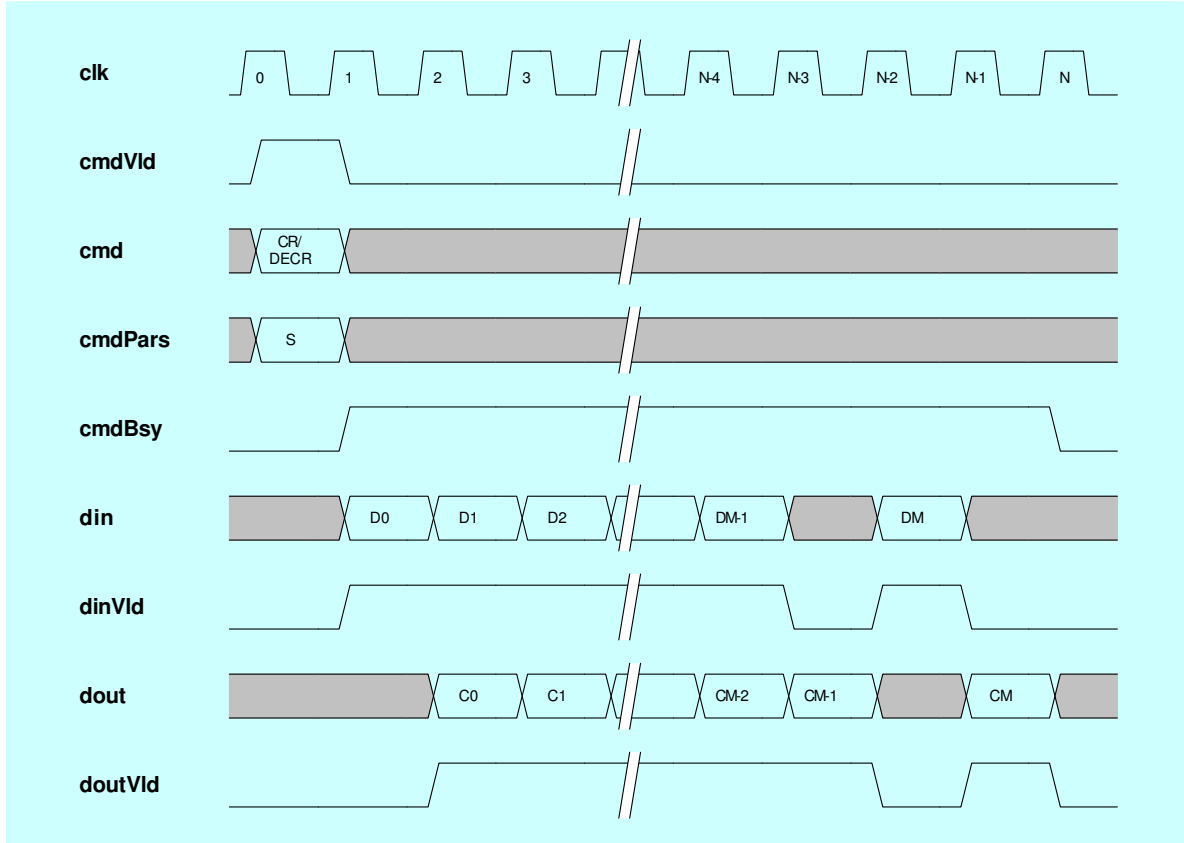 clk 0 1 2 3 N-4 N-3 N-2 N-1 N
cmdVld
cmd CR/
DECR
cmdPars S
cmdBsy
din D0 D1 D2 DM-1 DM
dinVld
dout C0 C1 CM-2 CM-1 CM
doutVld